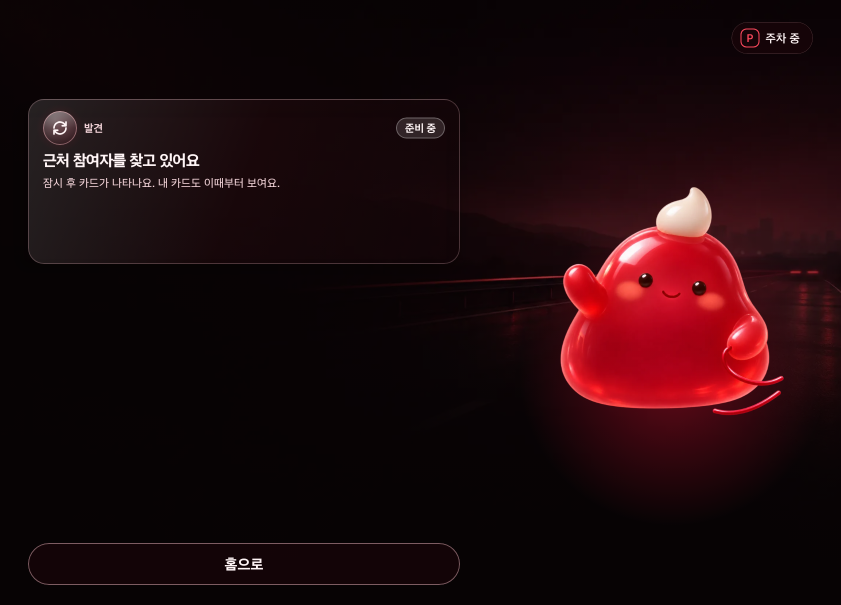 P 주차 중
발견
준비 중
근처 참여자를 찾고 있어요
잠시 후 카드가 나타나요. 내 카드도 이때부터 보여요.
홈으로